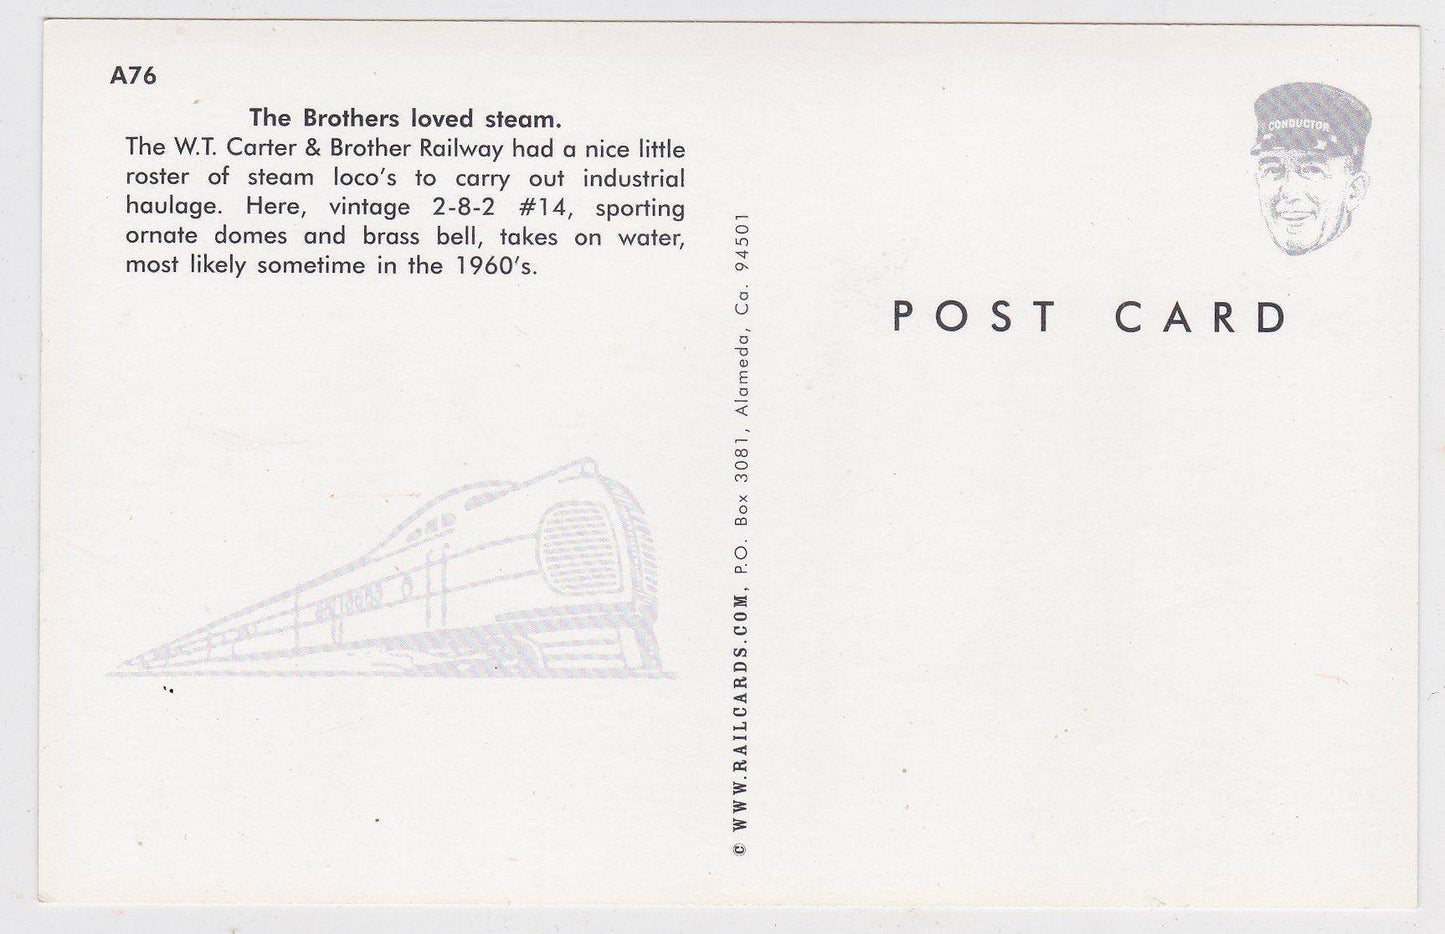 A76
The Brothers loved steam.
The W.T. Carter & Brother Railway had a nice little
roster of steam loco's to carry out industrial
haulage. Here, vintage 2-8-2 #14, sporting
ornate domes and brass bell, takes on water,
most likely sometime in the 1960's.
© WWW.RAILCARDS.COM, P.O. Box 3081, Alameda, Ca. 94501
CONDUCTOR
POST CARD